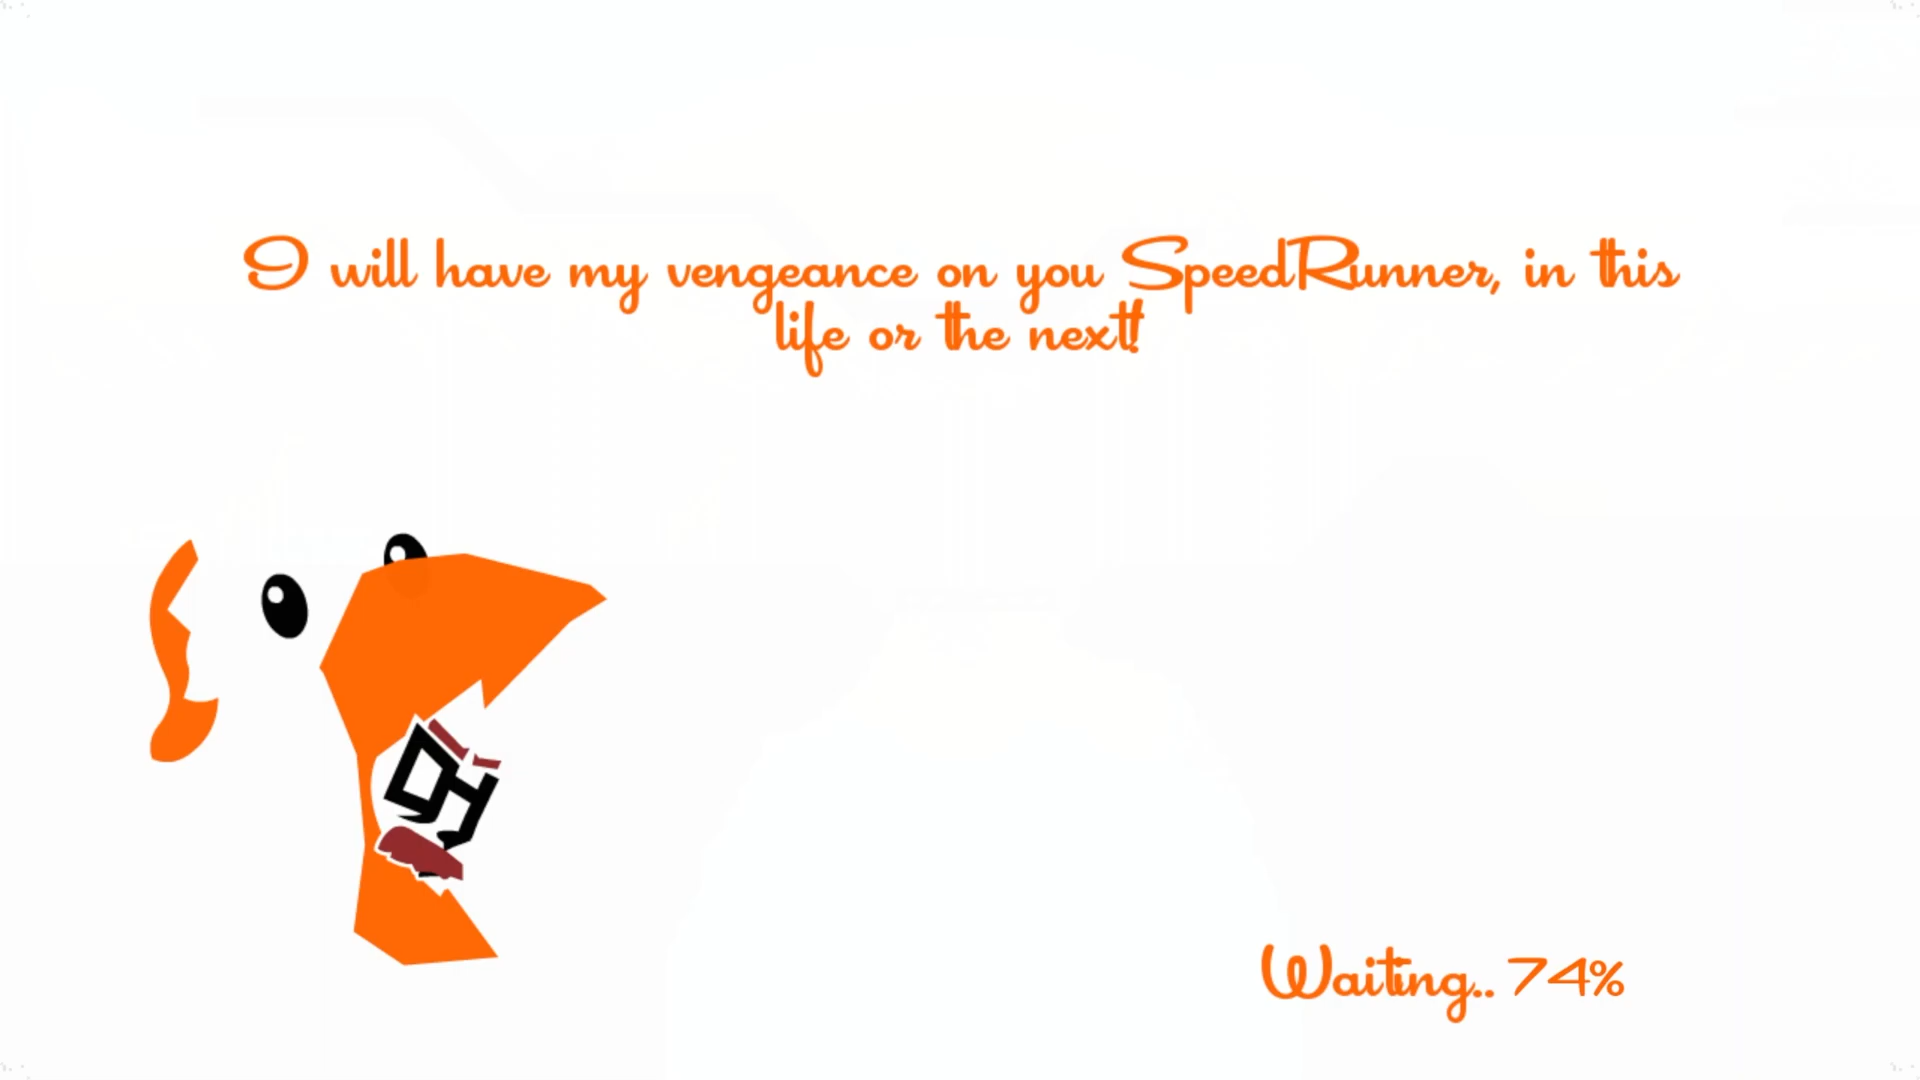 I will have my vengeance on you SpeedRunner, in this
life or the next!
Waiting.. 74%